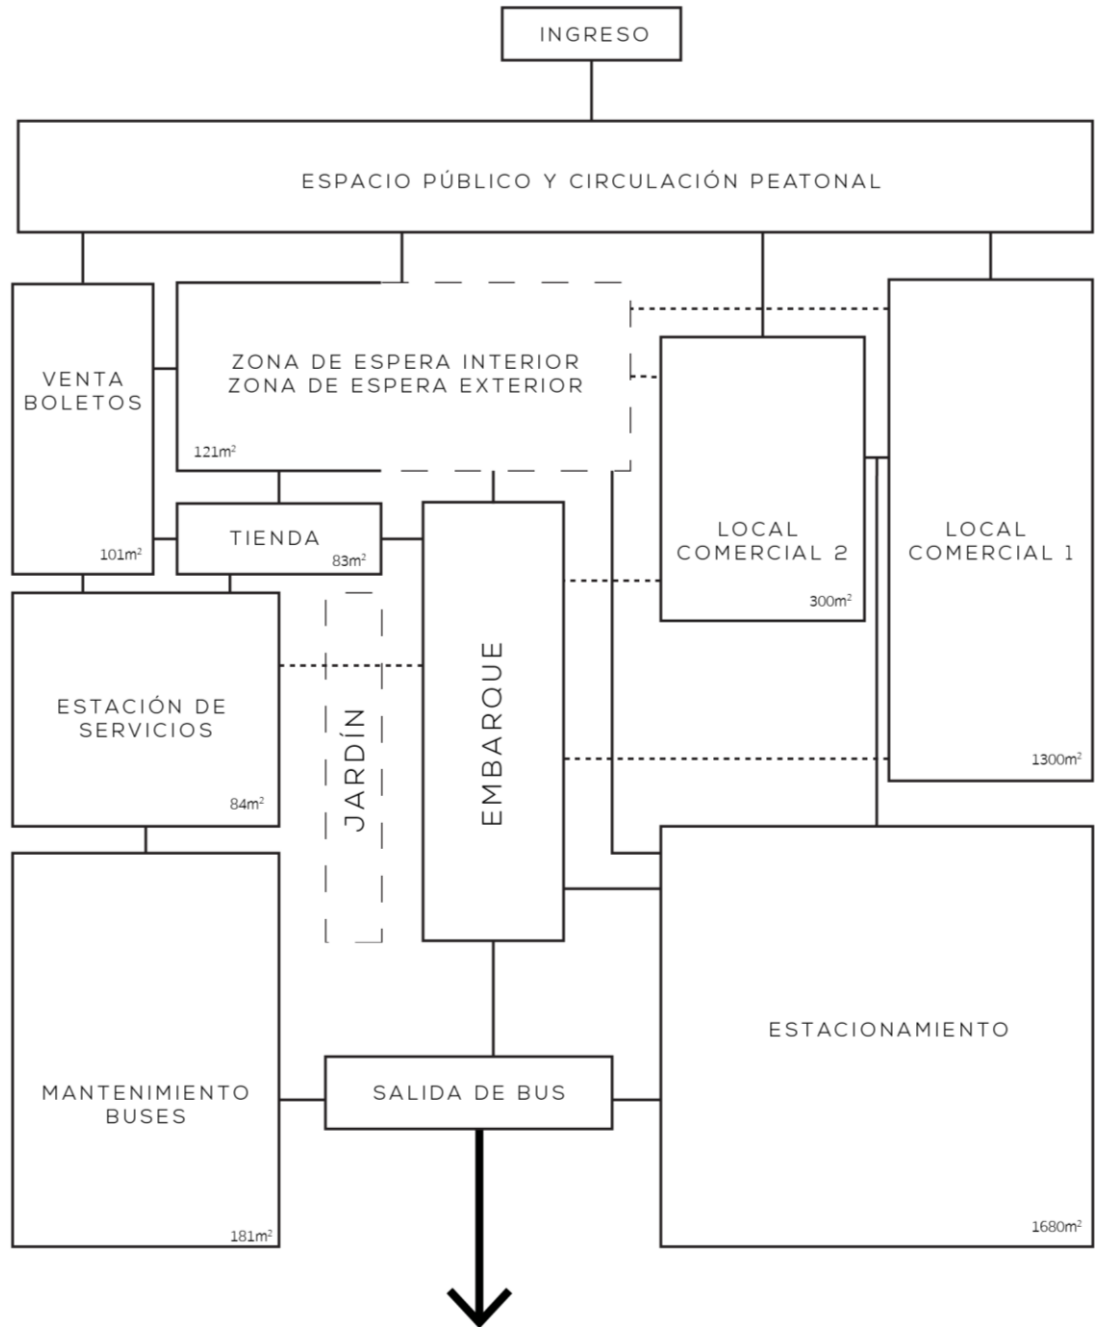 INGRESO
ESPACIO PÚBLICO Y CIRCULACIÓN PEATONAL
VENTA
BOLETOS
101m²
ZONA DE ESPERA INTERIOR
ZONA DE ESPERA EXTERIOR
121m²
TIENDA
83m²
LOCAL
COMERCIAL 2
300m²
LOCAL
COMERCIAL 1
1300m²
ESTACIÓN DE
SERVICIOS
84m²
JARDÍN
EMBARQUE
MANTENIMIENTO
BUSES
181m²
SALIDA DE BUS
ESTACIONAMIENTO
1680m²